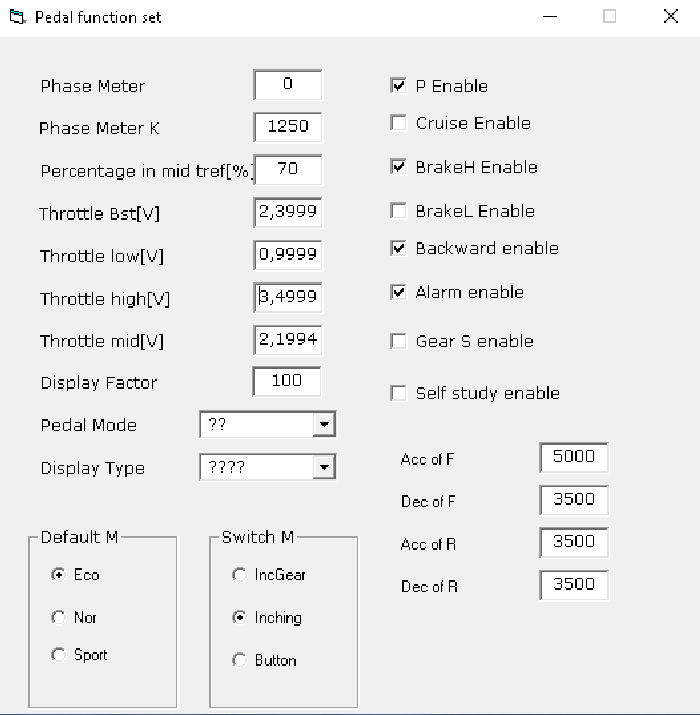 Pedal function set
Phase Meter 0
Phase Meter K 1250
Percentage in mid tref[%] 70
Throttle Bst[V] 2,3999
Throttle low[V] 0,9999
Throttle high[V] 3,4999
Throttle mid[V] 2,1994
Display Factor 100
Pedal Mode ??
Display Type ????
P Enable
Cruise Enable
BrakeH Enable
BrakeL Enable
Backward enable
Alarm enable
Gear S enable
Self study enable
Acc of F 5000
Dec of F 3500
Acc of R 3500
Dec of R 3500
Default M
Eco
Nor
Sport
Switch M
IncGear
Inching
Button